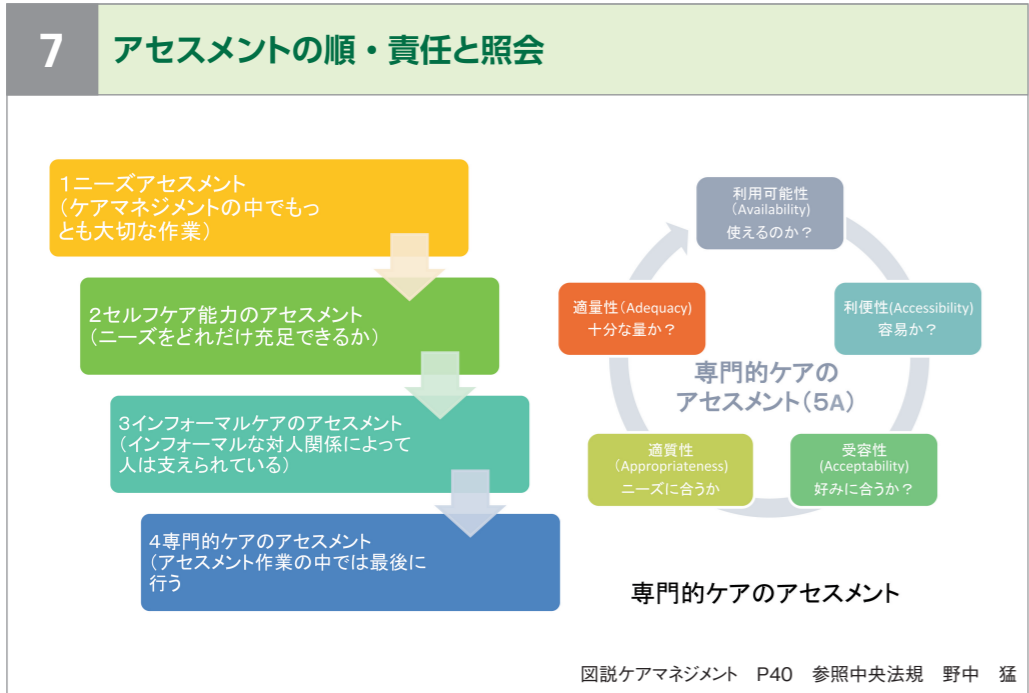 7
アセスメントの順・責任と照会
1ニーズアセスメント
(ケアマネジメントの中でもっ
とも大切な作業)
2セルフケア能力のアセスメント
(ニーズをどれだけ充足できるか)
3インフォーマルケアのアセスメント
(インフォーマルな対人関係によって
人は支えられている)
4専門的ケアのアセスメント
(アセスメント作業の中では最後に
行う
利用可能性
(Availability)
使えるのか?
利便性(Accessibility)
容易か?
受容性
(Acceptability)
好みに合うか?
適質性
(Appropriateness)
ニーズに合うか
適量性(Adequacy)
十分な量か?
専門的ケアの
アセスメント(5A)
専門的ケアのアセスメント
図説ケアマネジメント P40 参照中央法規 野中 猛